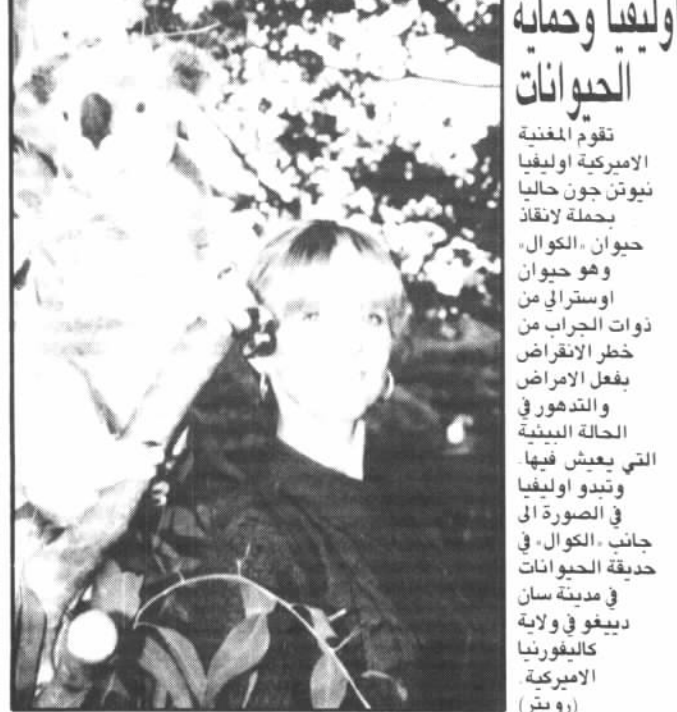 اوليفيا وحماية
الحيوانات
تقوم المغنية
الاميركية اوليفيا
نيوتن جون حاليا
بحملة لانقاذ
حيوان «الكوال»
وهو حيوان
اوسترالي من
ذوات الجراب من
خطر الانقراض
بفعل الامراض
والتدهور في
الحالة البيئية
التي يعيش فيها.
وتبدو اوليفيا
في الصورة الى
جانب «الكوال» في
حديقة الحيوانات
في مدينة سان
دييغو في ولاية
كاليفورنيا
الاميركية.
(رويتر)